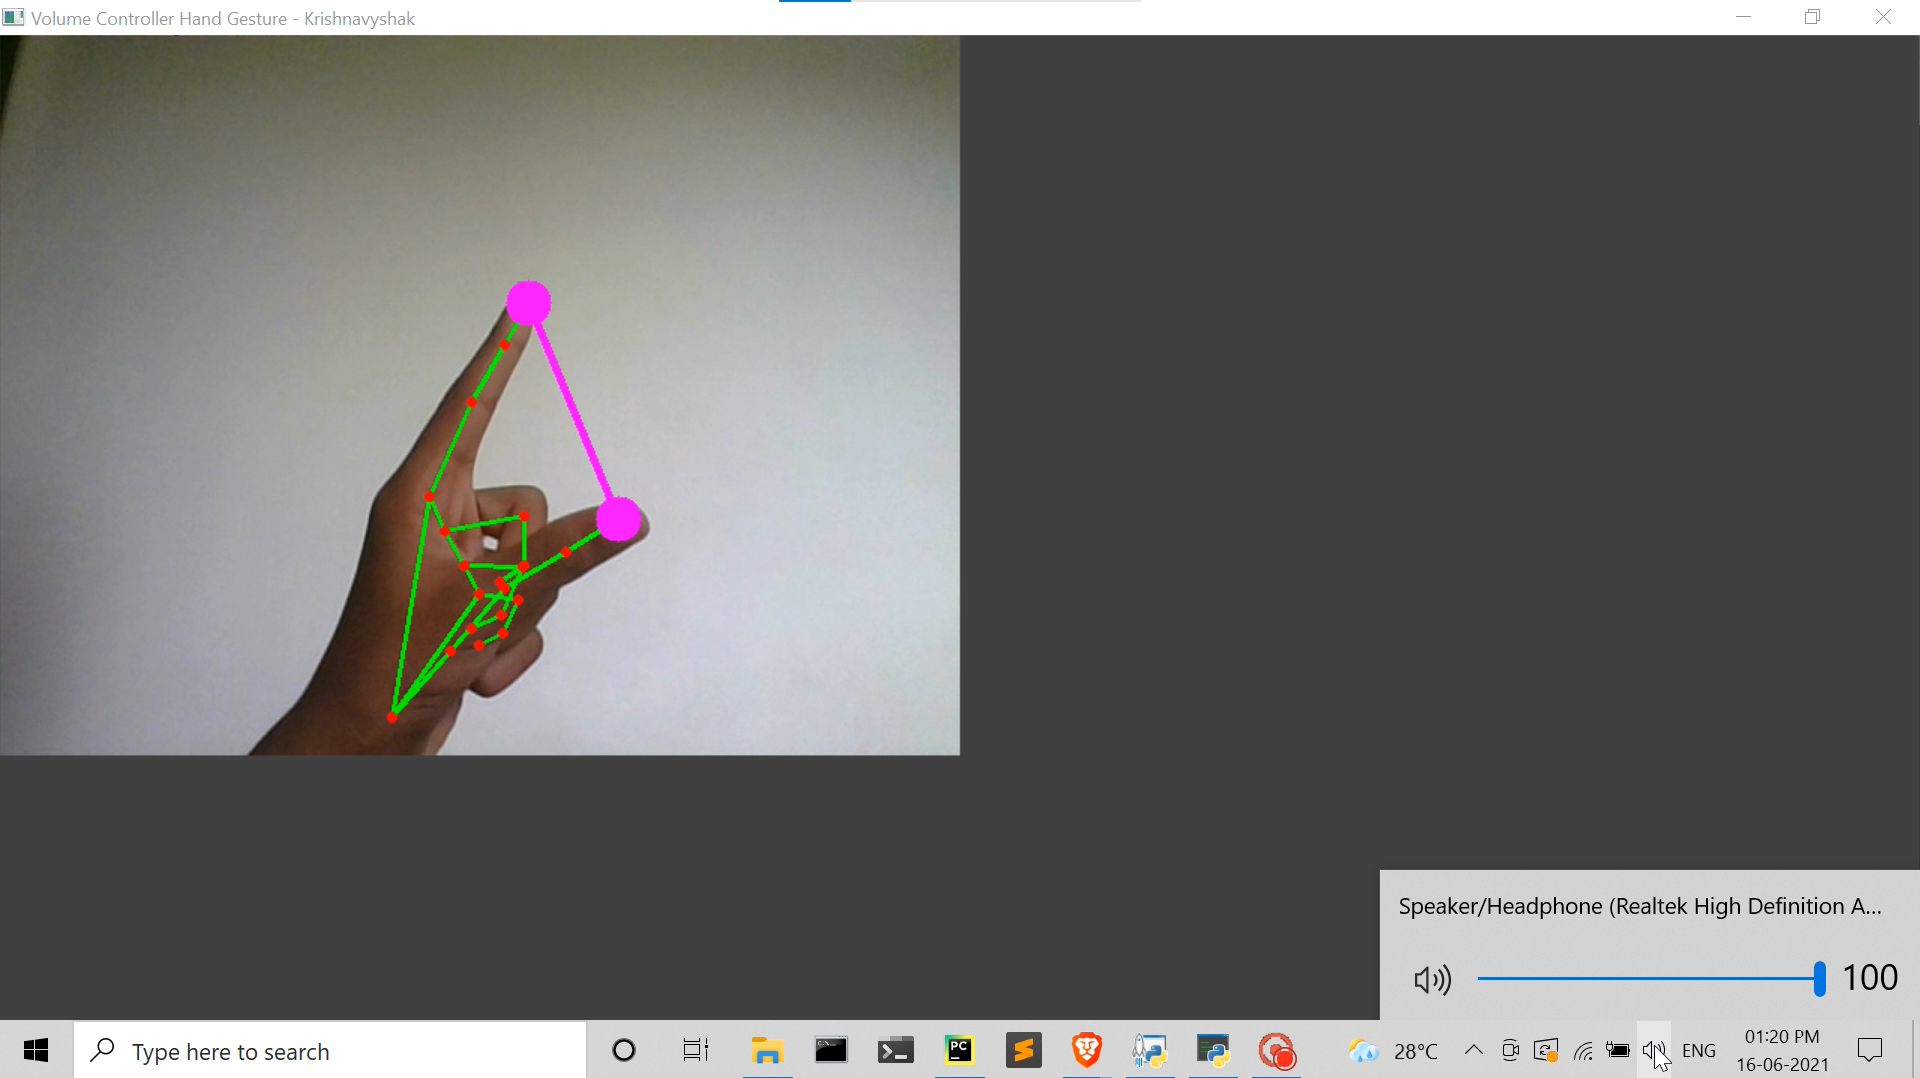 Volume Controller Hand Gesture - Krishnavyshak
Speaker/Headphone (Realtek High Definition A...
100
Type here to search
PC
28°C
ENG
01:20 PM
16-06-2021